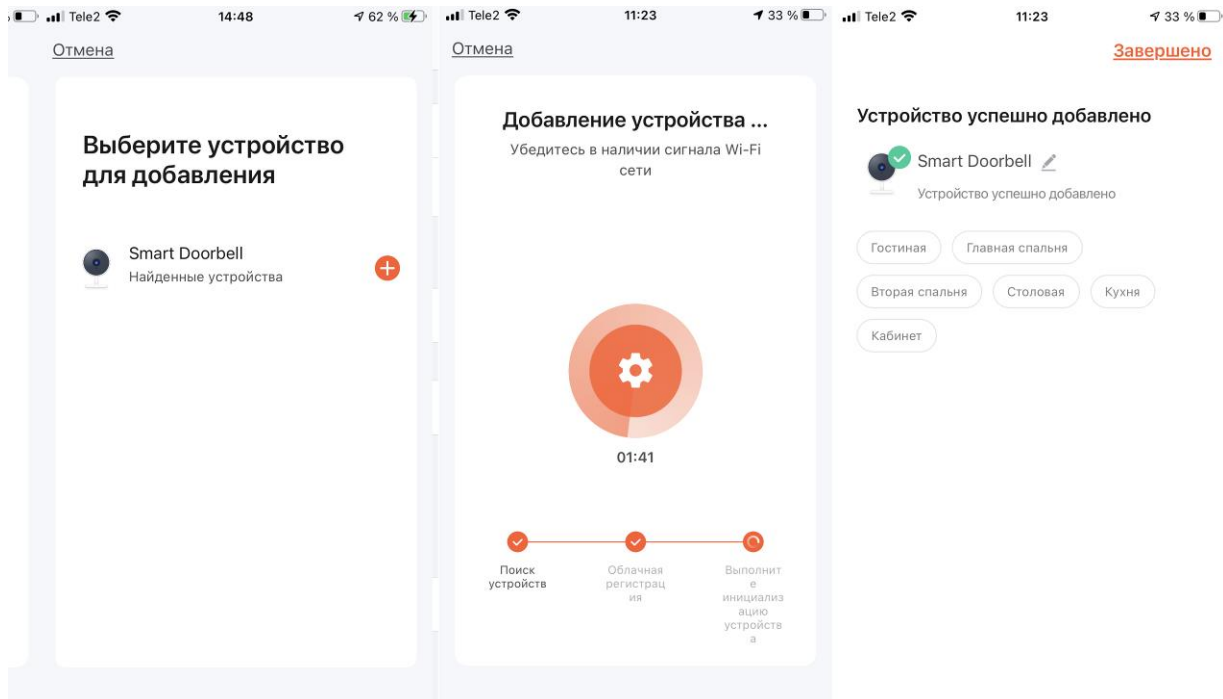 Tele2 14:48 62 %
Отмена
Выберите устройство
для добавления
Smart Doorbell
Найденные устройства
Tele2 11:23 33 %
Отмена
Добавление устройства ...
Убедитесь в наличии сигнала Wi-Fi
сети
01:41
Поиск
устройств
Облачная
регистрац
ия
Выполнит
е
инициализ
ацию
устройств
а
Tele2 11:23 33 %
Завершено
Устройство успешно добавлено
Smart Doorbell
Устройство успешно добавлено
Гостиная Главная спальня
Вторая спальня Столовая Кухня
Кабинет